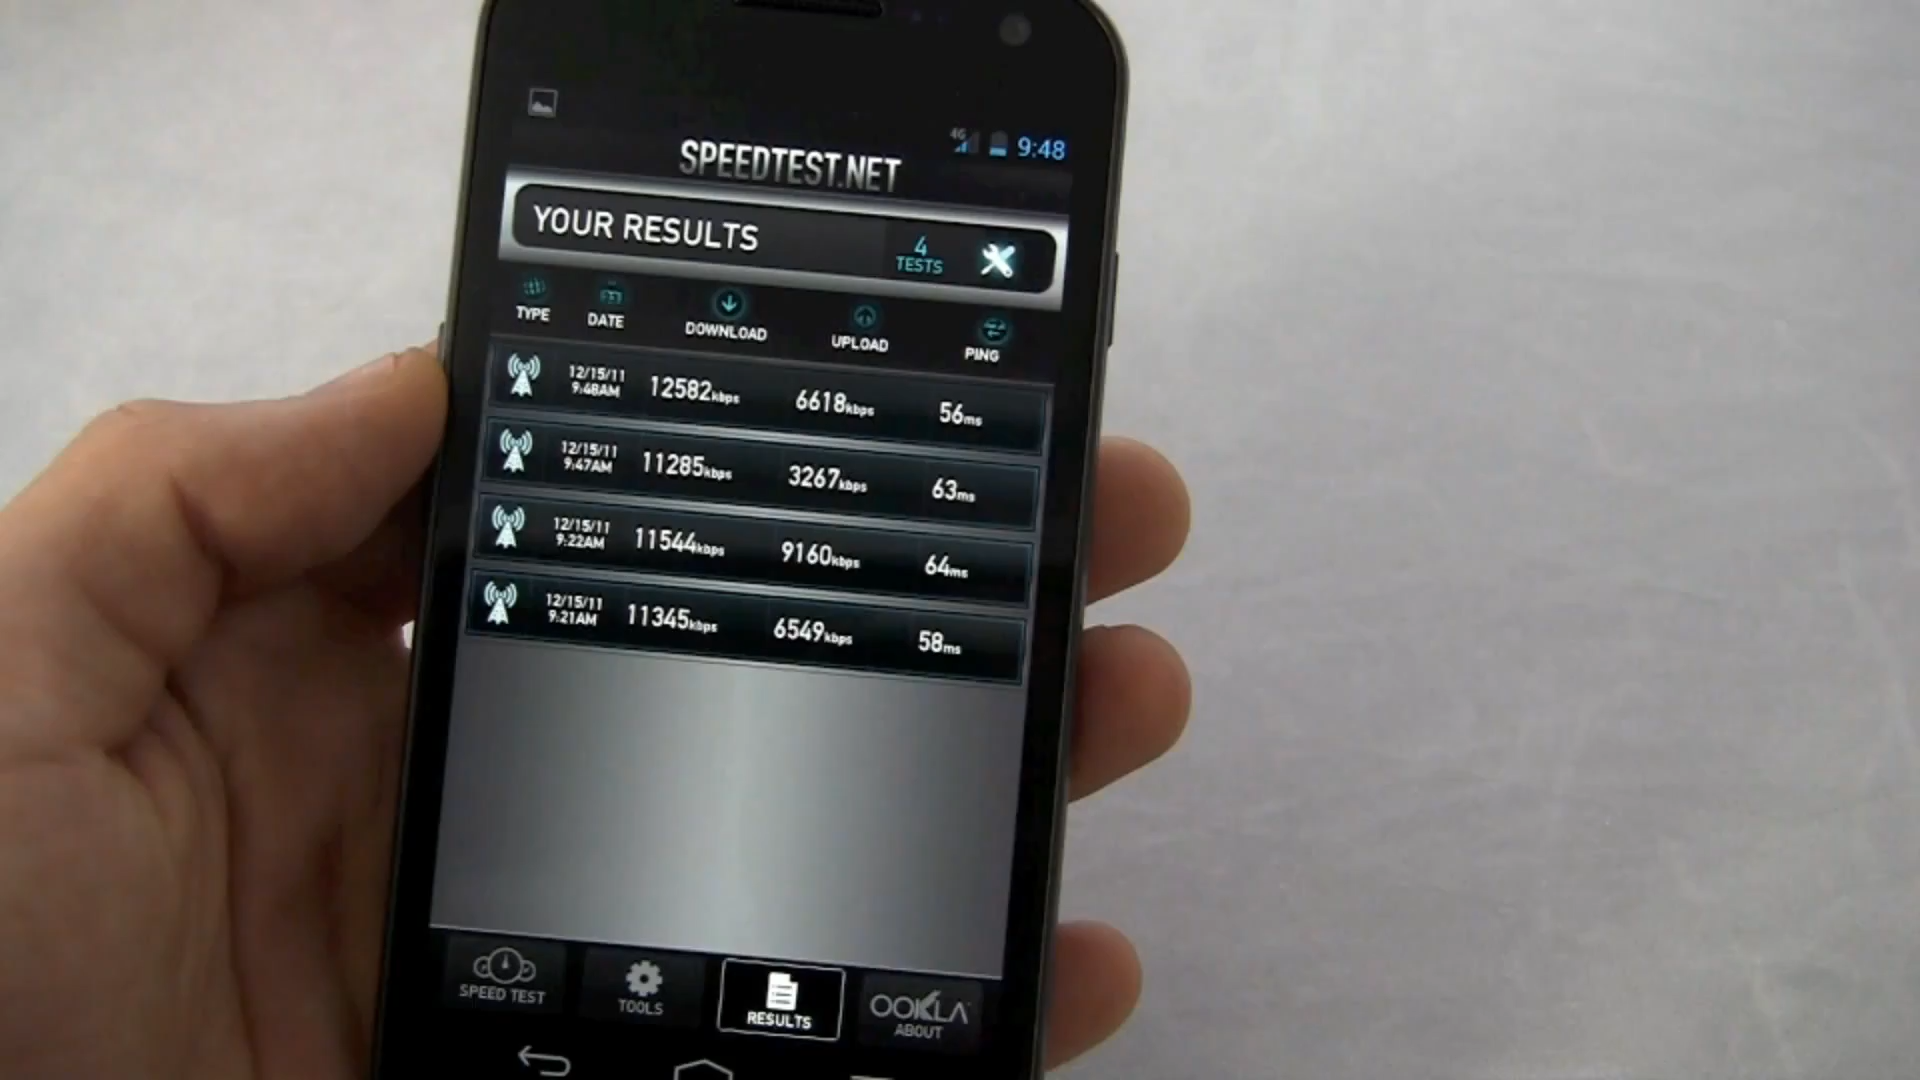 4G 9:48
SPEEDTEST.NET
YOUR RESULTS
4
TESTS
TYPE DATE DOWNLOAD UPLOAD PING
12/15/11
9:48AM
12582kbps 6618kbps 56ms
12/15/11
9:47AM
11285kbps 3267kbps 63ms
12/15/11
9:22AM
11544kbps 9160kbps 64ms
12/15/11
9:21AM
11345kbps 6549kbps 58ms
SPEED TEST
TOOLS
RESULTS
OOKLA
ABOUT